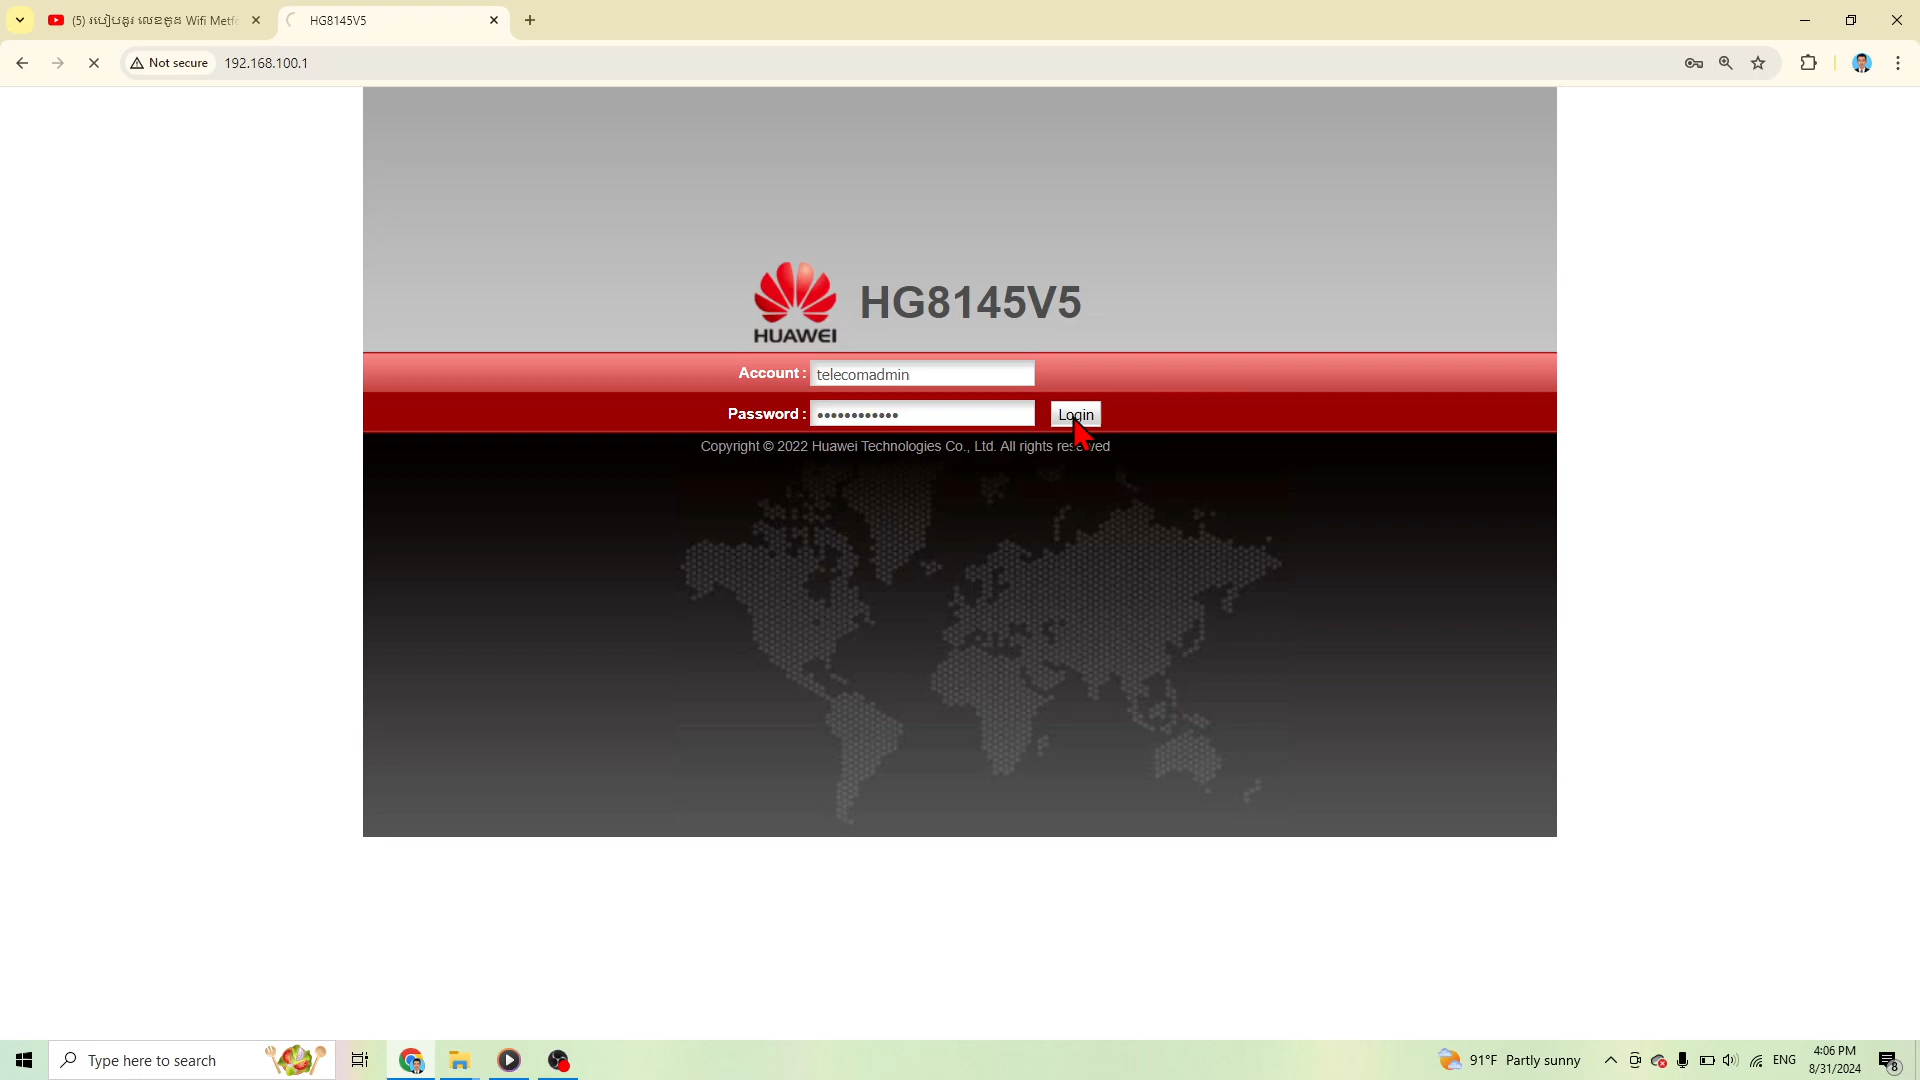 (5) របៀបដូរ លេខកូដ Wifi Metf
HG8145V5
Not secure
192.168.100.1
HUAWEI
HG8145V5
Account :
telecomadmin
Password :
••••••••••••
Login
Copyright © 2022 Huawei Technologies Co., Ltd. All rights
Type here to search
91°F Partly sunny
ENG
4:06 PM
8/31/2024
8